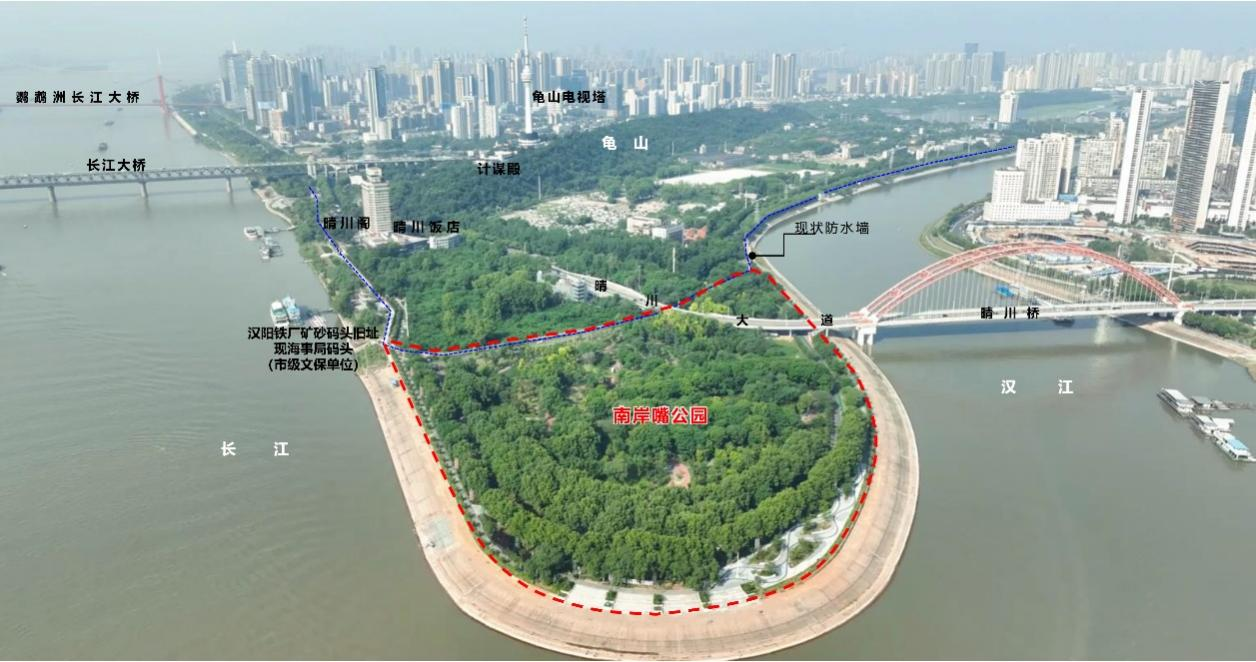 鹦鹉洲长江大桥
龟山电视塔
龟 山
长江大桥
计谋殿
晴川阁
晴川饭店
现状防水墙
晴 川 大 道
晴 川 桥
汉阳铁厂矿砂码头旧址
现海事局码头
(市级文保单位)
汉 江
南岸嘴公园
长 江